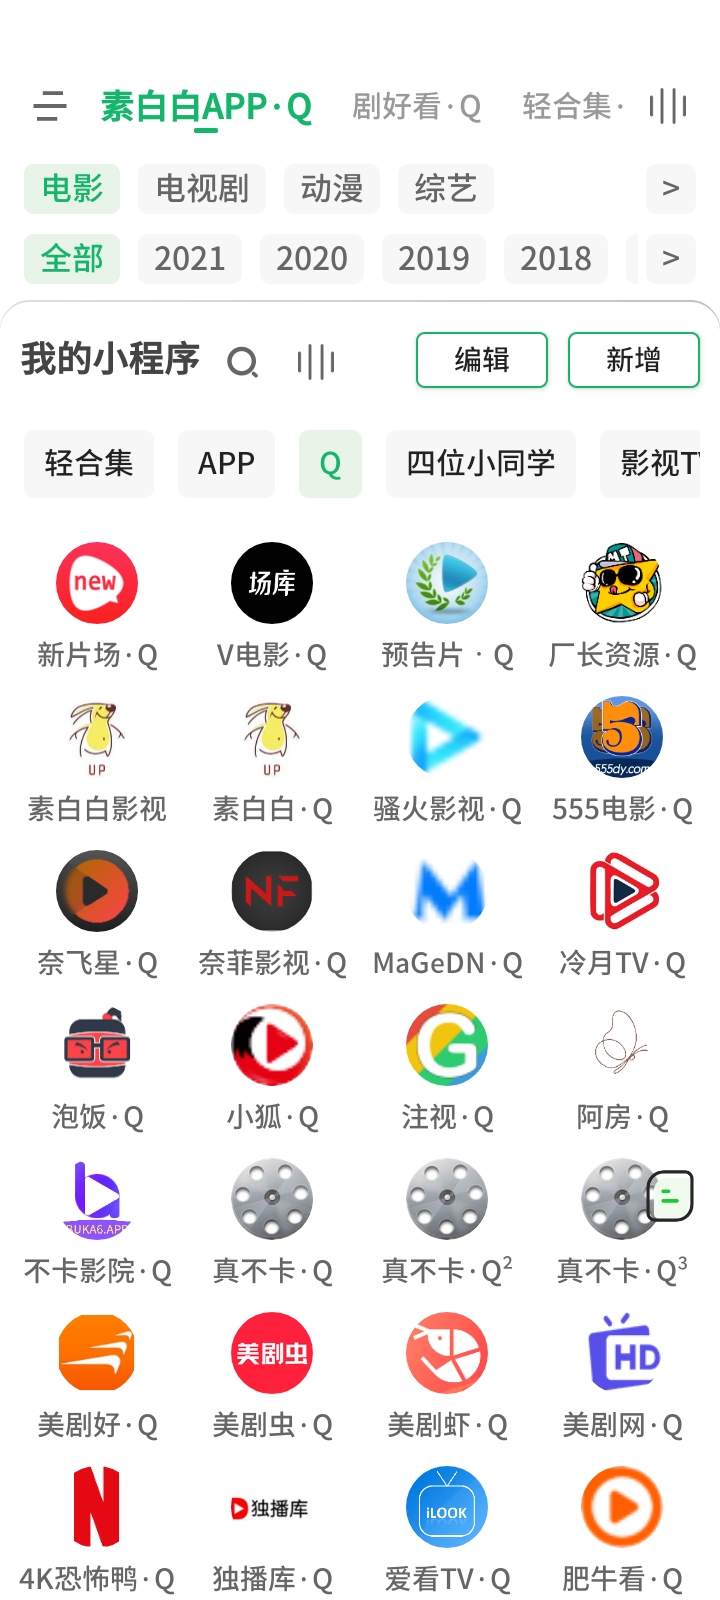 素白白APP·Q 剧好看·Q 轻合集·
电影 电视剧 动漫 综艺 >
全部 2021 2020 2019 2018 >
我的小程序 编辑 新增
轻合集 APP Q 四位小同学 影视TV
new 场库 MT
新片场·Q V电影·Q 预告片·Q 厂长资源·Q
UP UP 5 555dy.com
素白白影视 素白白·Q 骚火影视·Q 555电影·Q
NF M
奈飞星·Q 奈菲影视·Q MaGeDN·Q 冷月TV·Q
G
泡饭·Q 小狐·Q 注视·Q 阿房·Q
BUKA6.APP
不卡影院·Q 真不卡·Q 真不卡·Q² 真不卡·Q³
美剧虫 HD
美剧好·Q 美剧虫·Q 美剧虾·Q 美剧网·Q
N 独播库 iLOOK
4K恐怖鸭·Q 独播库·Q 爱看TV·Q 肥牛看·Q